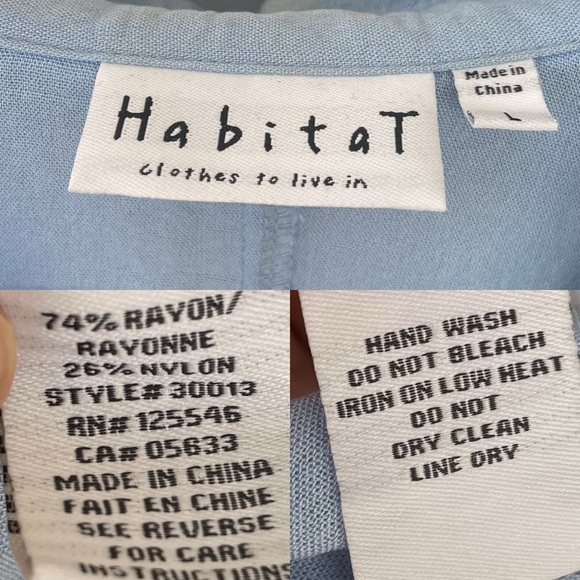 HabitaT
clothes to live in
Made in
China
L
74% RAYON/
RAYONNE
26% NYLON
STYLE# 30013
RN# 125546
CA# 05633
MADE IN CHINA
FAIT EN CHINE
SEE REVERSE
FOR CARE
INSTRUCTIONS
HAND WASH
DO NOT BLEACH
IRON ON LOW HEAT
DO NOT
DRY CLEAN
LINE DRY